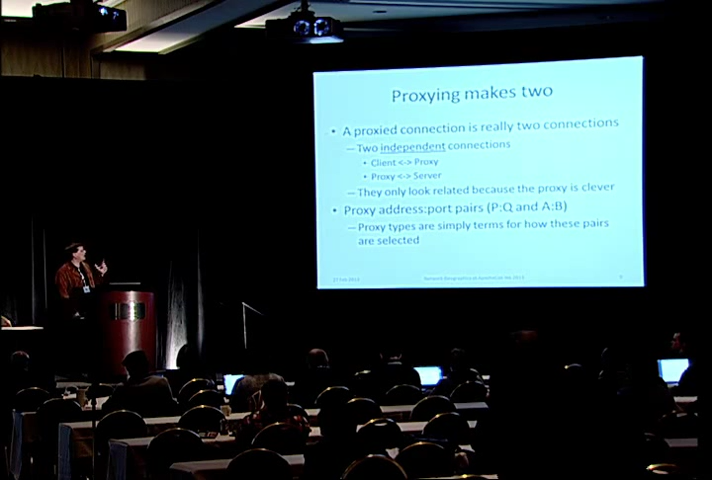 Proxying makes two
• A proxied connection is really two connections
—Two independent connections
• Client <-> Proxy
• Proxy <-> Server
—They only look related because the proxy is clever
• Proxy address:port pairs (P:Q and A:B)
—Proxy types are simply terms for how these pairs
are selected